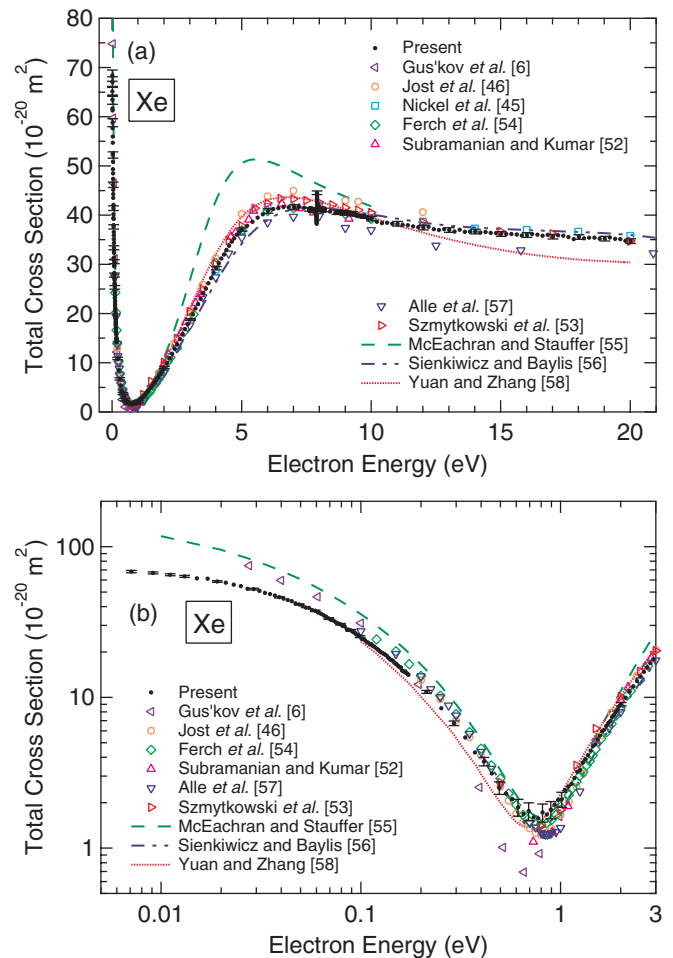 (a)
Xe
Present
Gus'kov et al. [6]
Jost et al. [46]
Nickel et al. [45]
Ferch et al. [54]
Subramanian and Kumar [52]
Alle et al. [57]
Szmytkowski et al. [53]
McEachran and Stauffer [55]
Sienkiwicz and Baylis [56]
Yuan and Zhang [58]
Total Cross Section (10⁻²⁰ m²)
80
70
60
50
40
30
20
10
0
0 5 10 15 20
Electron Energy (eV)
(b)
Xe
Present
Gus'kov et al. [6]
Jost et al. [46]
Ferch et al. [54]
Subramanian and Kumar [52]
Alle et al. [57]
Szmytkowski et al. [53]
McEachran and Stauffer [55]
Sienkiwicz and Baylis [56]
Yuan and Zhang [58]
Total Cross Section (10⁻²⁰ m²)
100
10
1
0.01 0.1 1 3
Electron Energy (eV)